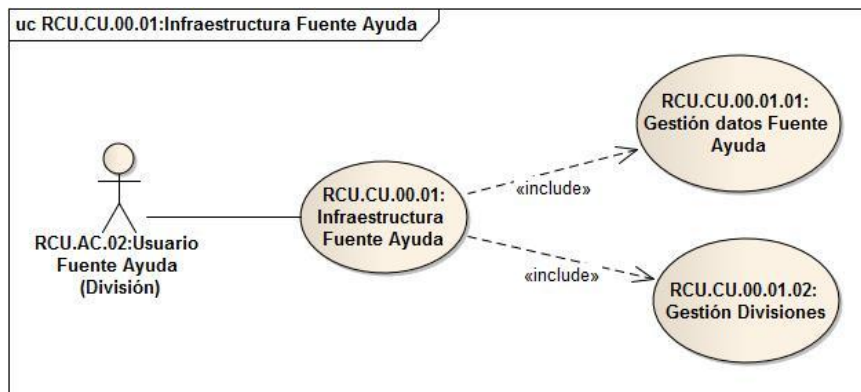 uc RCU.CU.00.01:Infraestructura Fuente Ayuda
RCU.AC.02:Usuario
Fuente Ayuda
(División)
RCU.CU.00.01:
Infraestructura
Fuente Ayuda
«include»
«include»
RCU.CU.00.01.01:
Gestión datos Fuente
Ayuda
RCU.CU.00.01.02:
Gestión Divisiones